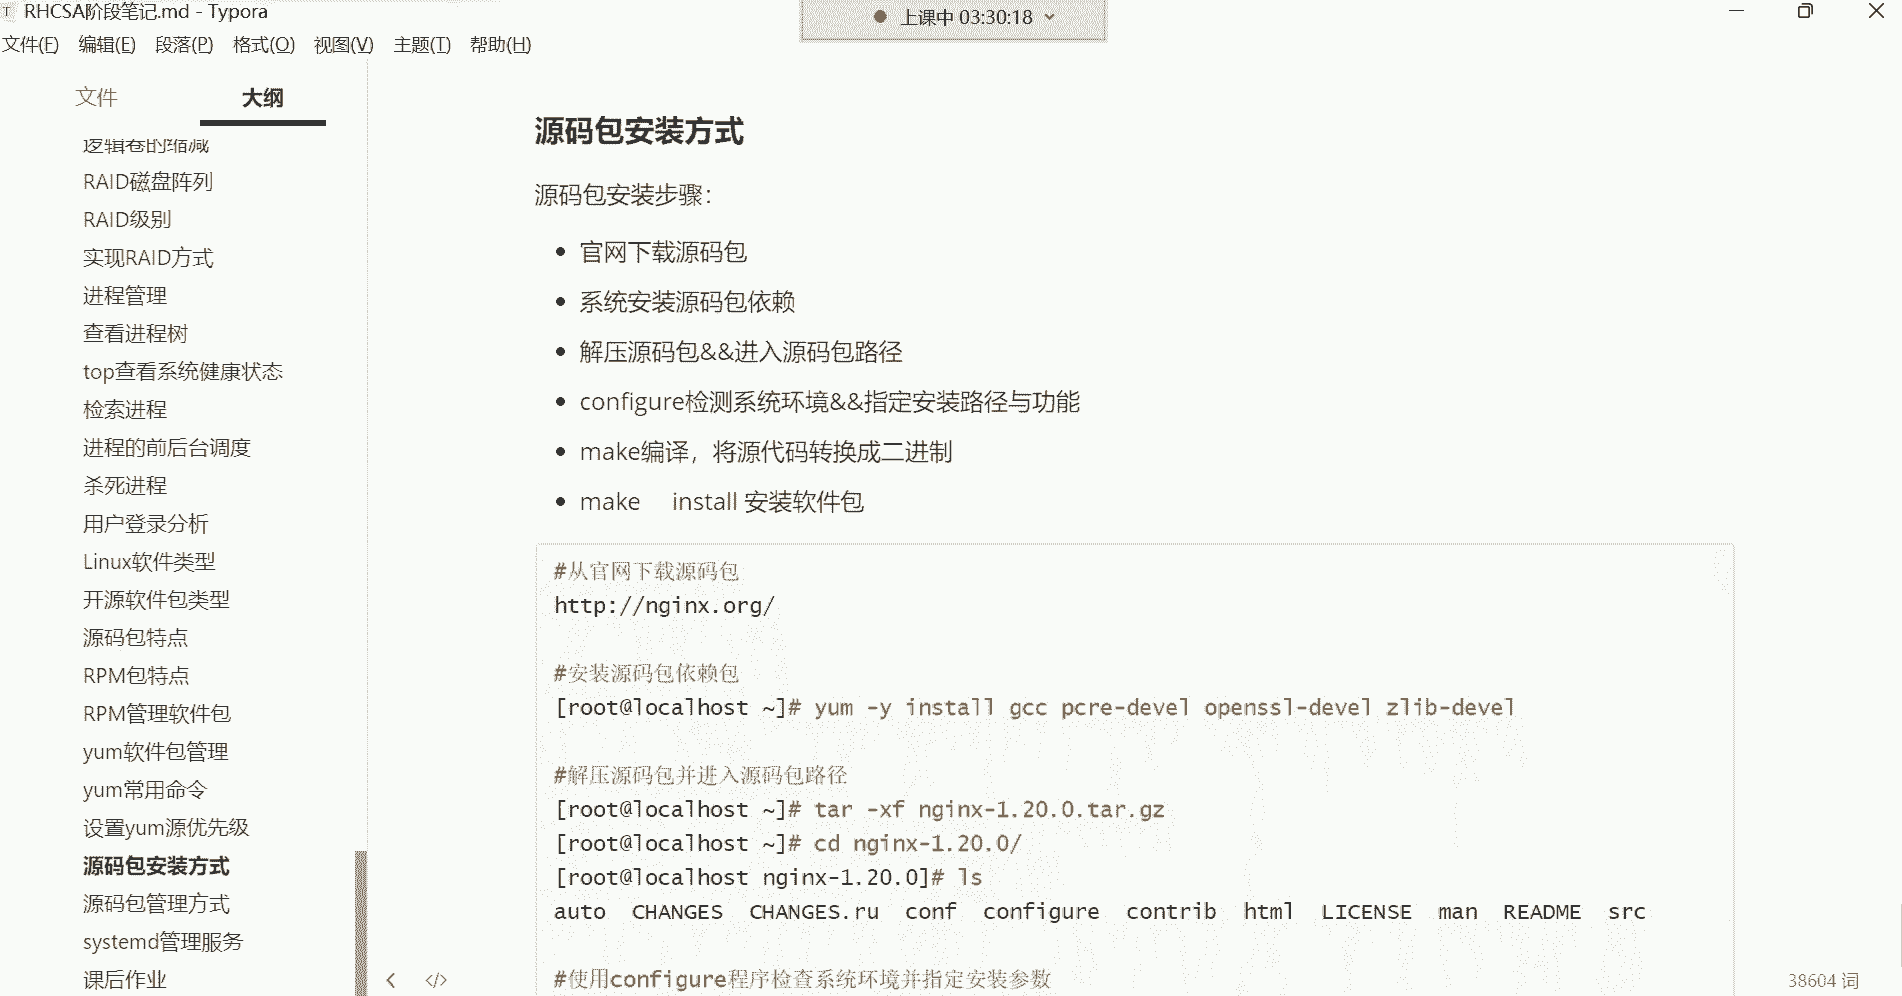 RHCSA阶段笔记.md - Typora
上课中 03:30:18
文件(F) 编辑(E) 段落(P) 格式(O) 视图(V) 主题(T) 帮助(H)
文件 大纲
逻辑卷的缩减
RAID磁盘阵列
RAID级别
实现RAID方式
进程管理
查看进程树
top查看系统健康状态
检索进程
进程的前后台调度
杀死进程
用户登录分析
Linux软件类型
开源软件包类型
源码包特点
RPM包特点
RPM管理软件包
yum软件包管理
yum常用命令
设置yum源优先级
源码包安装方式
源码包管理方式
systemd管理服务
课后作业
源码包安装方式
源码包安装步骤：
官网下载源码包
系统安装源码包依赖
解压源码包&&进入源码包路径
configure检测系统环境&&指定安装路径与功能
make编译，将源代码转换成二进制
make install 安装软件包
#从官网下载源码包
http://nginx.org/
#安装源码包依赖包
[root@localhost ~]# yum -y install gcc pcre-devel openssl-devel zlib-devel
#解压源码包并进入源码包路径
[root@localhost ~]# tar -xf nginx-1.20.0.tar.gz
[root@localhost ~]# cd nginx-1.20.0/
[root@localhost nginx-1.20.0]# ls
auto CHANGES CHANGES.ru conf configure contrib html LICENSE man README src
#使用configure程序检查系统环境并指定安装参数
38604 词